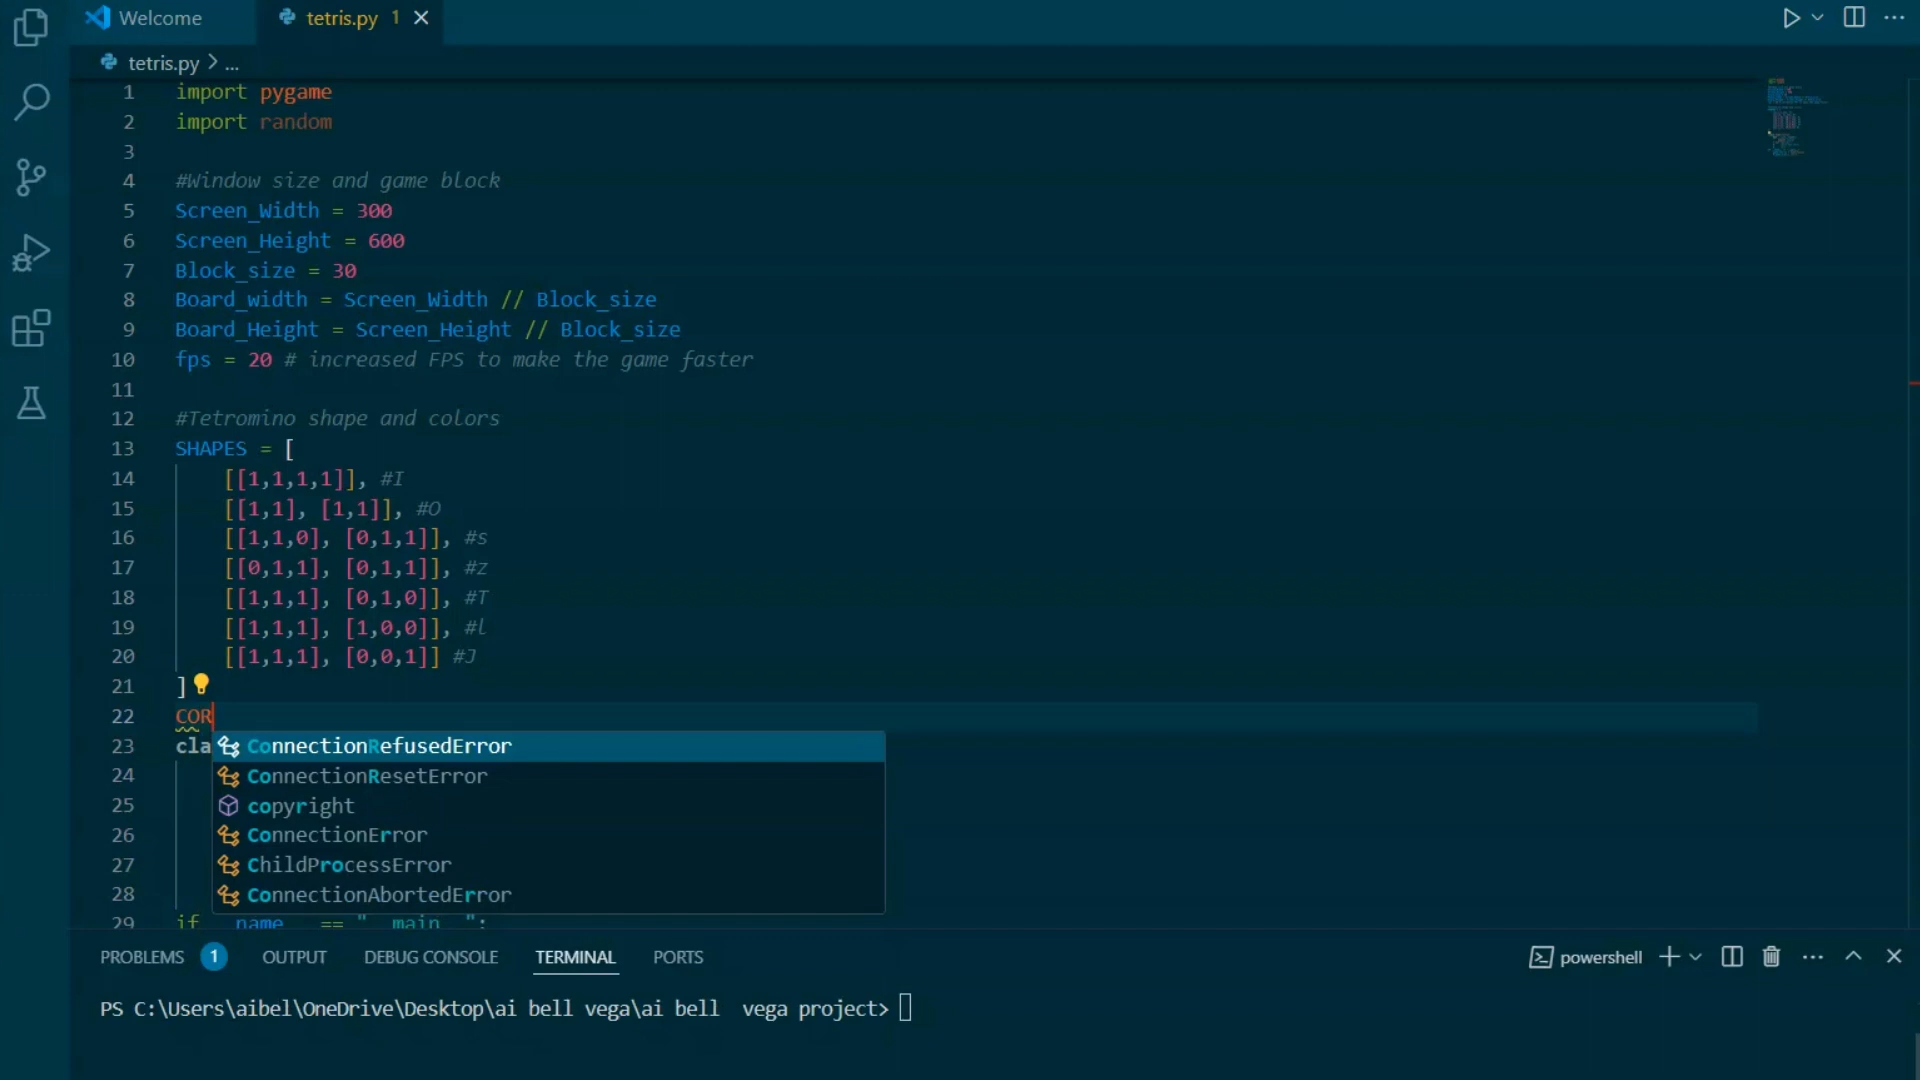 Welcome
tetris.py 1
tetris.py > ...
1 import pygame
2 import random
3
4 #Window size and game block
5 Screen_Width = 300
6 Screen_Height = 600
7 Block_size = 30
8 Board_width = Screen_Width // Block_size
9 Board_Height = Screen_Height // Block_size
10 fps = 20 # increased FPS to make the game faster
11
12 #Tetromino shape and colors
13 SHAPES = [
14 [[1,1,1,1]], #I
15 [[1,1], [1,1]], #O
16 [[1,1,0], [0,1,1]], #s
17 [[0,1,1], [0,1,1]], #z
18 [[1,1,1], [0,1,0]], #T
19 [[1,1,1], [1,0,0]], #l
20 [[1,1,1], [0,0,1]] #J
21 ]
22 COR
23 cla ConnectionRefusedError
24 ConnectionResetError
25 copyright
26 ConnectionError
27 ChildProcessError
28 ConnectionAbortedError
29 if __name__ == "__main__":
PROBLEMS 1 OUTPUT DEBUG CONSOLE TERMINAL PORTS powershell
PS C:\Users\aibel\OneDrive\Desktop\ai bell vega\ai bell  vega project>